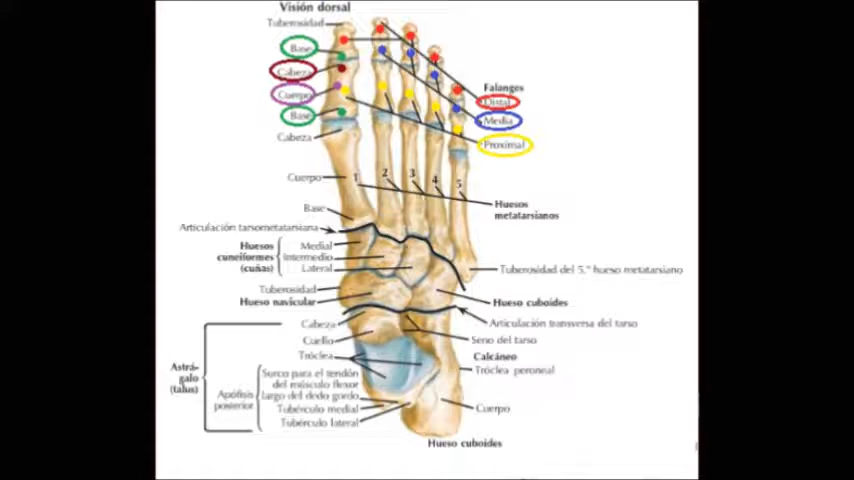 Visión dorsal
Tuberosidad
Base
Cabeza
Cuerpo
Base
Cabeza
Falanges
Distal
Media
Proximal
Cuerpo
1 2 3 4 5
Base
Huesos
metatarsianos
Articulación tarsometatarsiana
Huesos
cuneiformes
(cuñas)
Medial
Intermedio
Lateral
Tuberosidad del 5.º hueso metatarsiano
Tuberosidad
Hueso navicular
Hueso cuboides
Cabeza
Articulación transversa del tarso
Cuello
Seno del tarso
Tróclea
Calcáneo
Tróclea peroneal
Astrá-
galo
(talus)
Apófisis
posterior
Surco para el tendón
del músculo flexor
largo del dedo gordo
Tubérculo medial
Tubérculo lateral
Cuerpo
Hueso cuboides